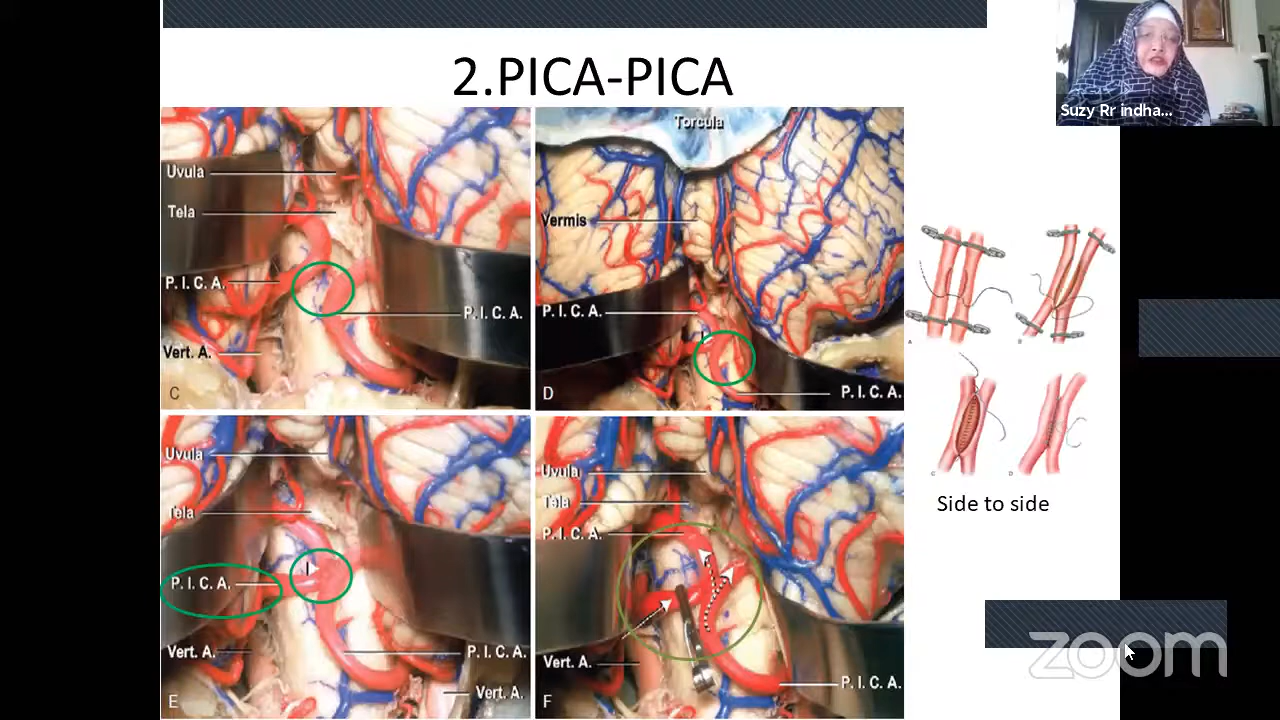 2.PICA-PICA
Suzy Rr indha...
Uvula
Tela
P. I. C. A.
P. I. C. A.
Vert. A.
C
Torcula
Vermis
P. I. C. A.
P. I. C. A.
D
Uvula
Tela
P. I. C. A.
Vert. A.
P. I. C. A.
Vert. A.
E
Uvula
Tela
P. I. C. A.
Vert. A.
P. I. C. A.
F
A
B
C
D
Side to side
zoom